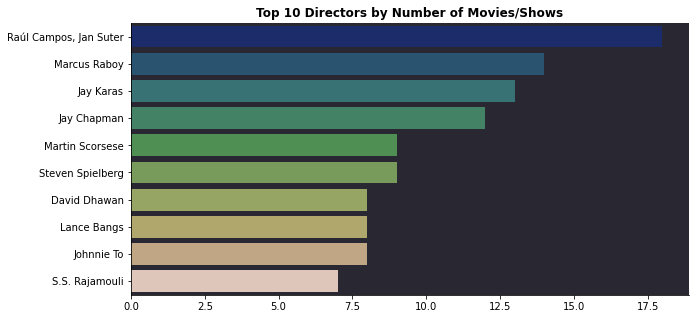 Top 10 Directors by Number of Movies/Shows
Raúl Campos, Jan Suter
Marcus Raboy
Jay Karas
Jay Chapman
Martin Scorsese
Steven Spielberg
David Dhawan
Lance Bangs
Johnnie To
S.S. Rajamouli
0.0 2.5 5.0 7.5 10.0 12.5 15.0 17.5